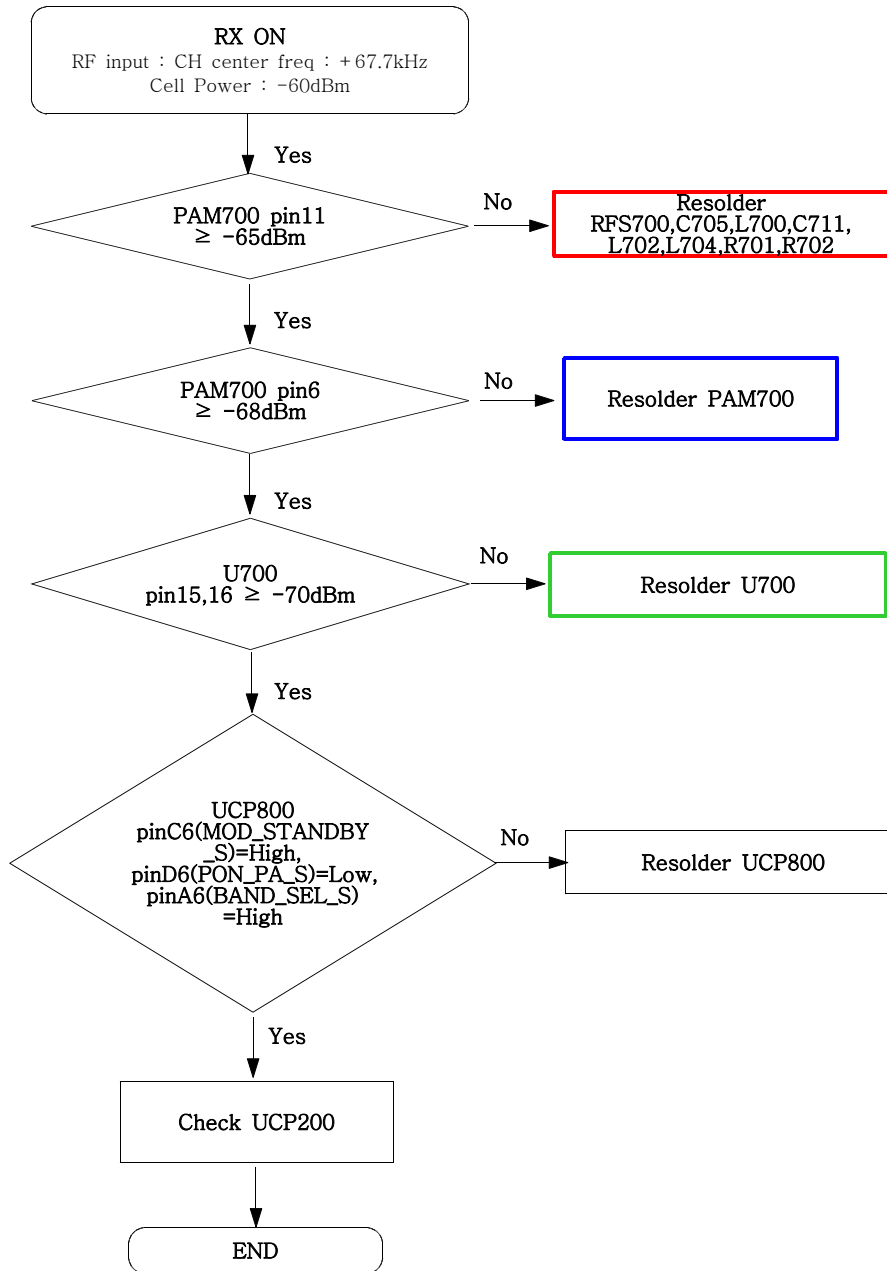 RX ON
RF input : CH center freq : +67.7kHz
Cell Power : -60dBm
Yes
PAM700 pin11
≥ -65dBm
No
Resolder
RFS700,C705,L700,C711,
L702,L704,R701,R702
Yes
PAM700 pin6
≥ -68dBm
No
Resolder PAM700
Yes
U700
pin15,16 ≥ -70dBm
No
Resolder U700
Yes
UCP800
pinC6(MOD_STANDBY
_S)=High,
pinD6(PON_PA_S)=Low,
pinA6(BAND_SEL_S)
=High
No
Resolder UCP800
Yes
Check UCP200
END